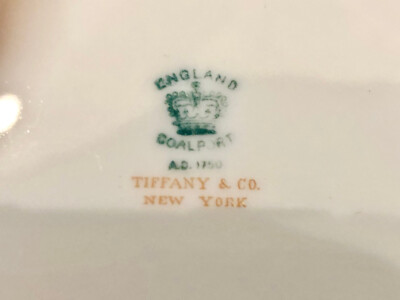 ENGLAND
COALPORT
A.D. 1750
TIFFANY & CO.
NEW YORK